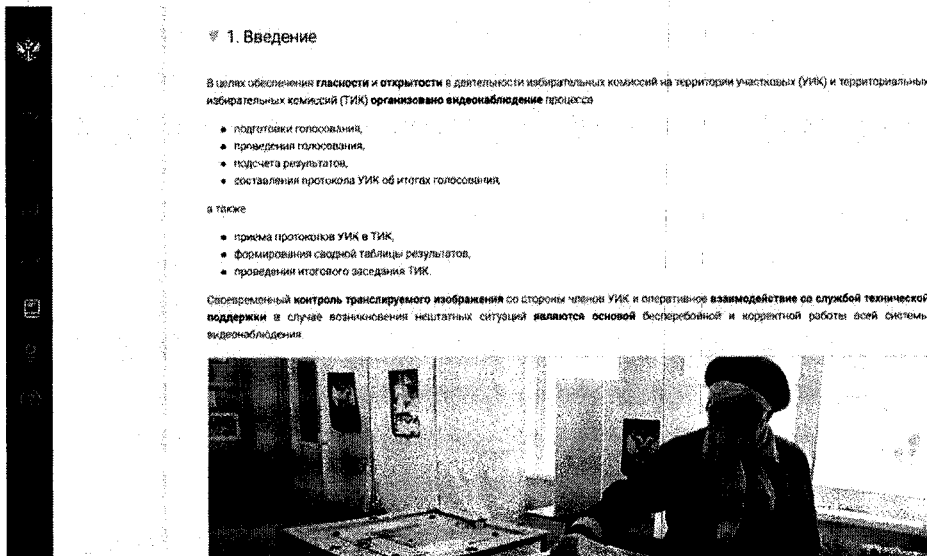 1. Введение
В целях обеспечения гласности и открытости в деятельности избирательных комиссий на территории участковых (УИК) и территориальных
избирательных комиссий (ТИК) организовано видеонаблюдение процесса
подготовки голосования,
проведения голосования,
подсчета результатов,
составления протокола УИК об итогах голосования,
а также
приема протоколов УИК в ТИК,
формирования сводной таблицы результатов,
проведения итогового заседания ТИК.
Своевременный контроль транслируемого изображения со стороны членов УИК и оперативное взаимодействие со службой технической
поддержки в случае возникновения нештатных ситуаций являются основой бесперебойной и корректной работы всей системы
видеонаблюдения.